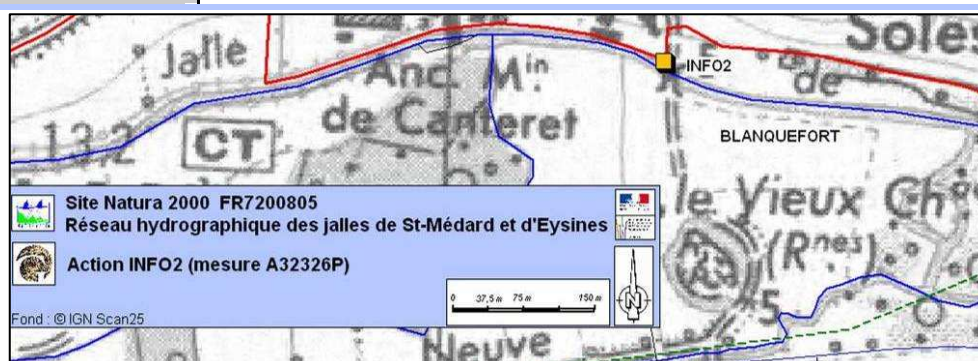 Jalle
Soler
Anc. Min
INFO2
de
13,2
CT
de Canteret
BLANQUEFORT
le Vieux Ch
(Rnes)
5
Site Natura 2000 FR7200805
Réseau hydrographique des jalles de St-Médard et d'Eysines
Action INFO2 (mesure A32326P)
0 37,5 m 75 m 150 m
N
Fond : © IGN Scan25
Neuve